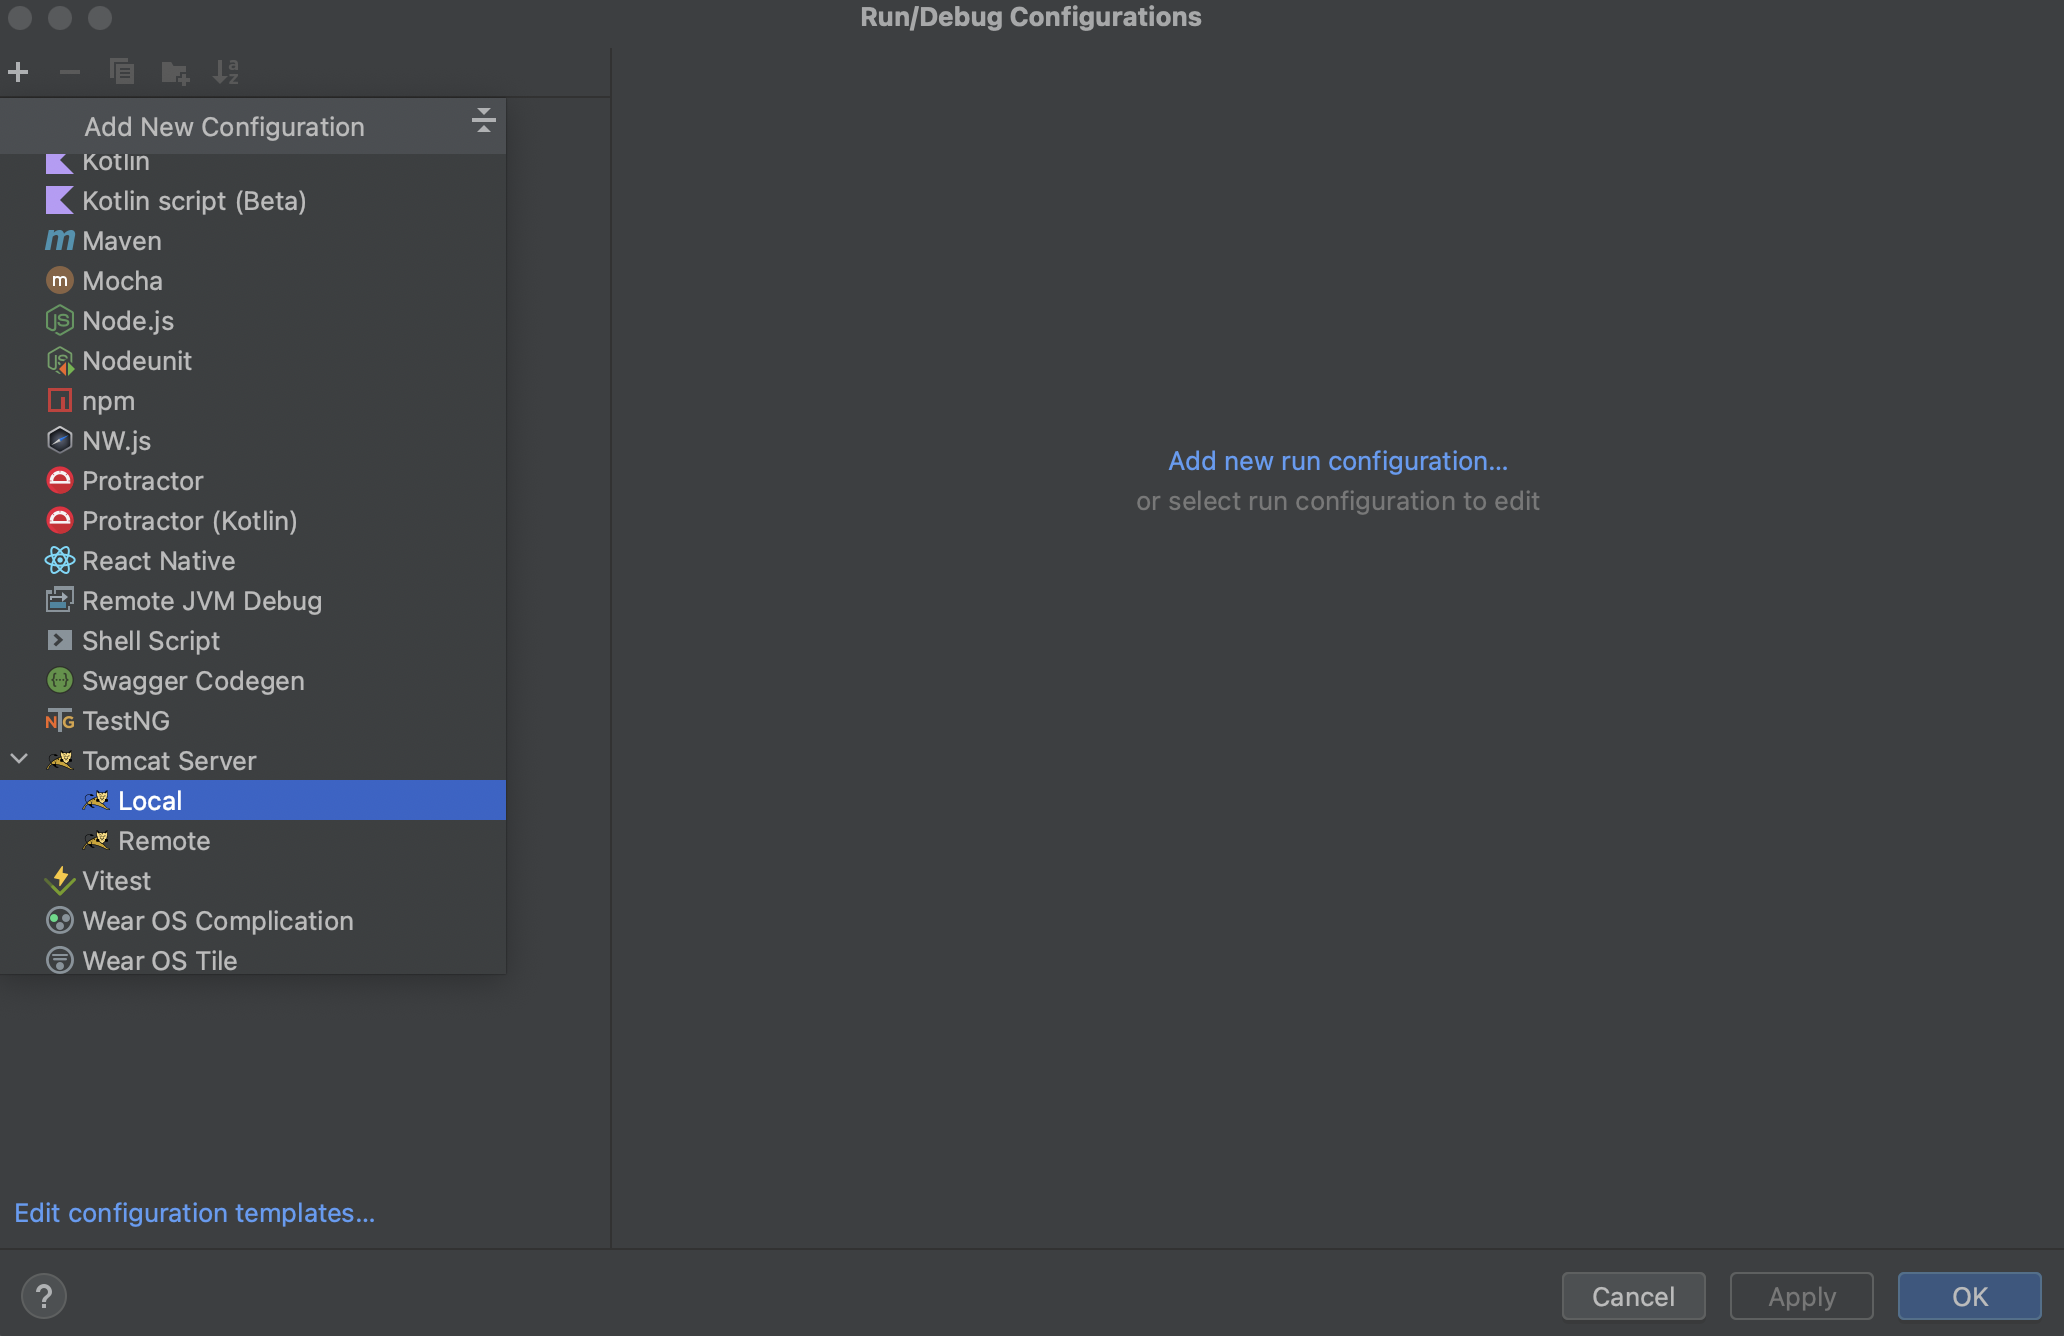 Run/Debug Configurations
Add New Configuration
Kotlin
Kotlin script (Beta)
Maven
Mocha
Node.js
Nodeunit
npm
NW.js
Protractor
Protractor (Kotlin)
React Native
Remote JVM Debug
Shell Script
Swagger Codegen
TestNG
Tomcat Server
Local
Remote
Vitest
Wear OS Complication
Wear OS Tile
Add new run configuration...
or select run configuration to edit
Edit configuration templates...
?
Cancel
Apply
OK